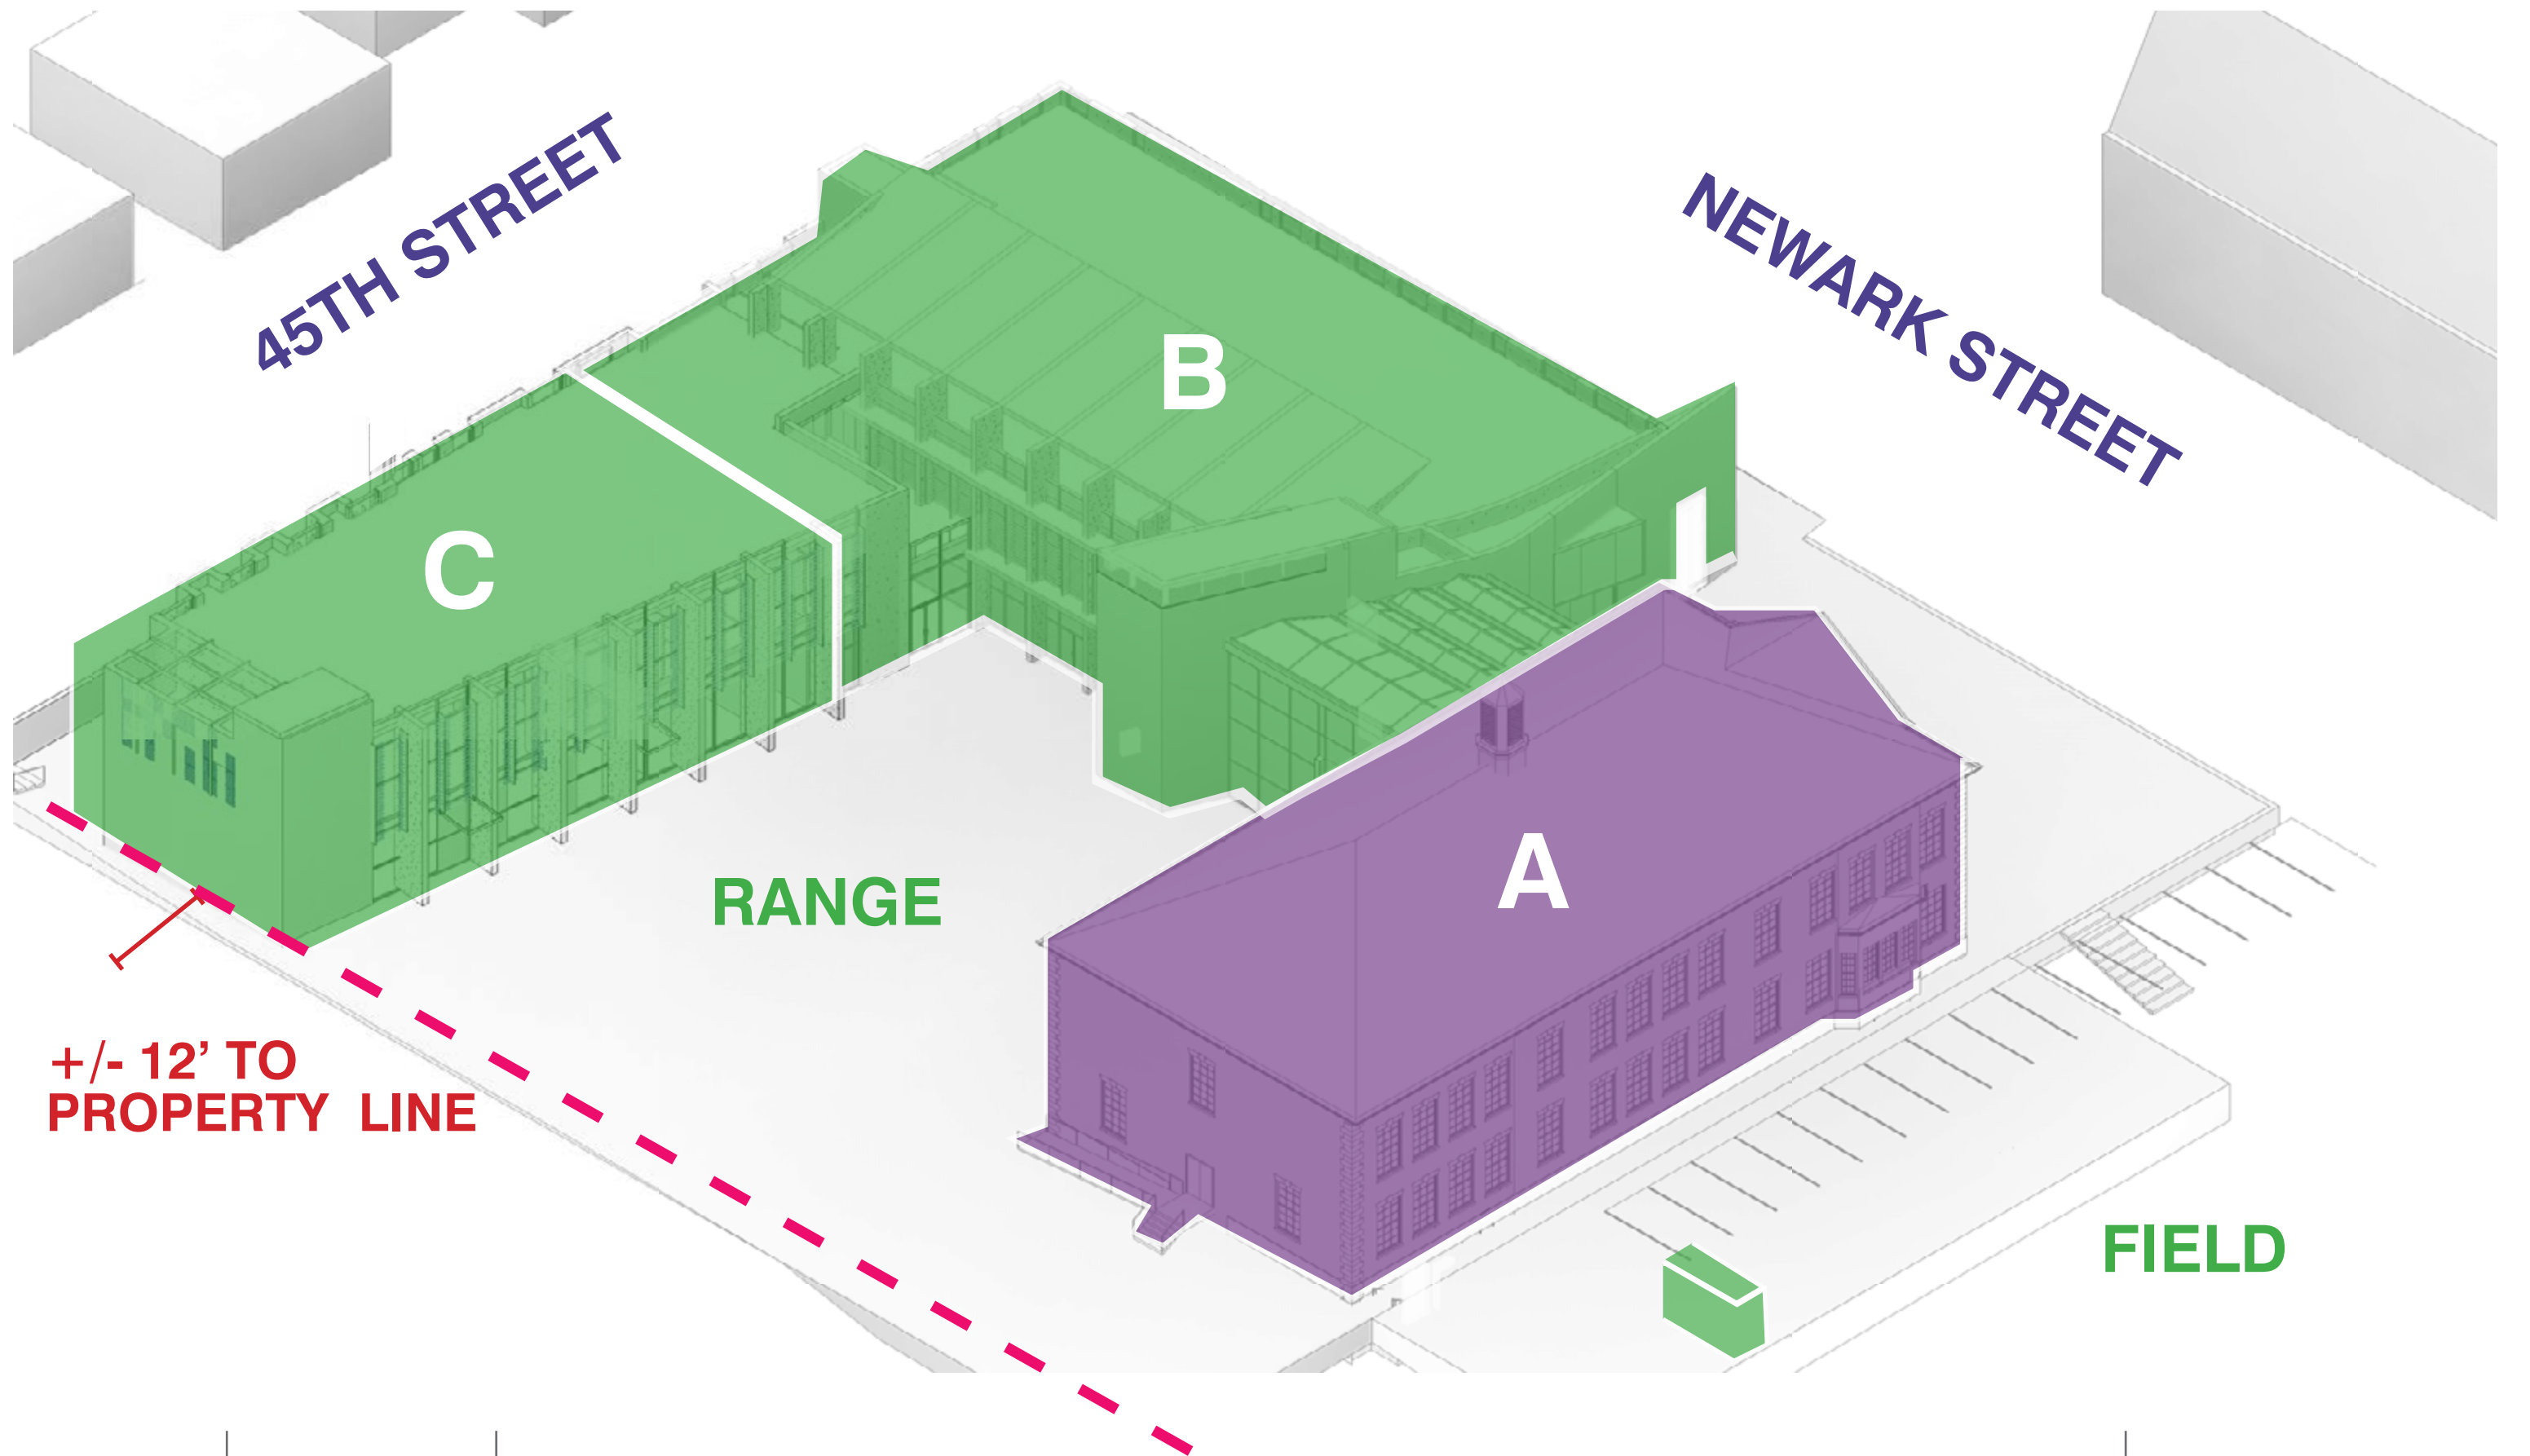 45TH STREET
NEWARK STREET
B
C
A
RANGE
+/- 12’ TO
PROPERTY LINE
FIELD